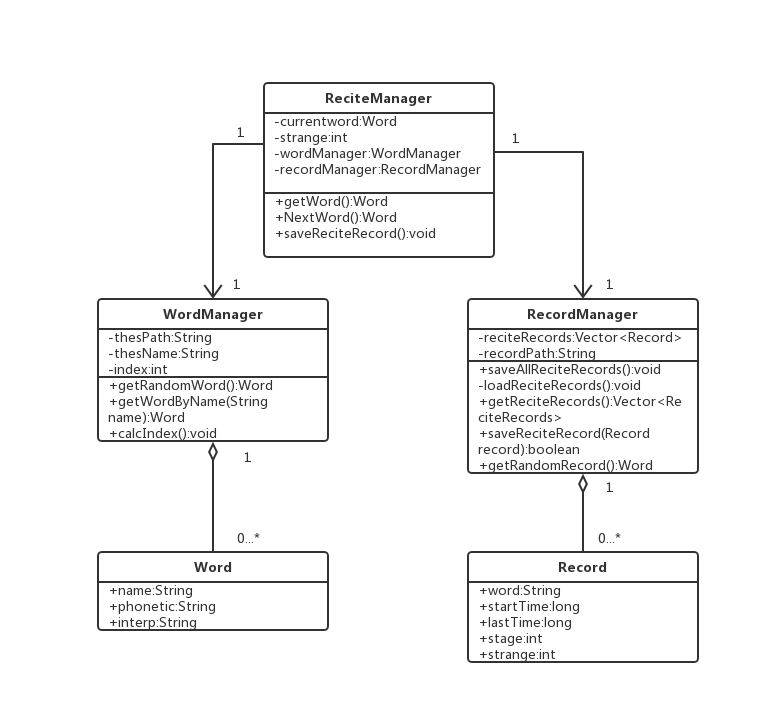 ReciteManager
-currentword:Word
-strange:int
-wordManager:WordManager
-recordManager:RecordManager
+getWord():Word
+NextWord():Word
+saveReciteRecord():void
1
1
1
1
WordManager
-thesPath:String
-thesName:String
-index:int
+getRandomWord():Word
+getWordByName(String
name):Word
+calcIndex():void
RecordManager
-reciteRecords:Vector<Record>
-recordPath:String
+saveAllReciteRecords():void
-loadReciteRecords():void
+getReciteRecords():Vector<Re
citeRecords>
+saveReciteRecord(Record
record):boolean
+getRandomRecord():Word
1
0...*
1
0...*
Word
+name:String
+phonetic:String
+interp:String
Record
+word:String
+startTime:long
+lastTime:long
+stage:int
+strange:int